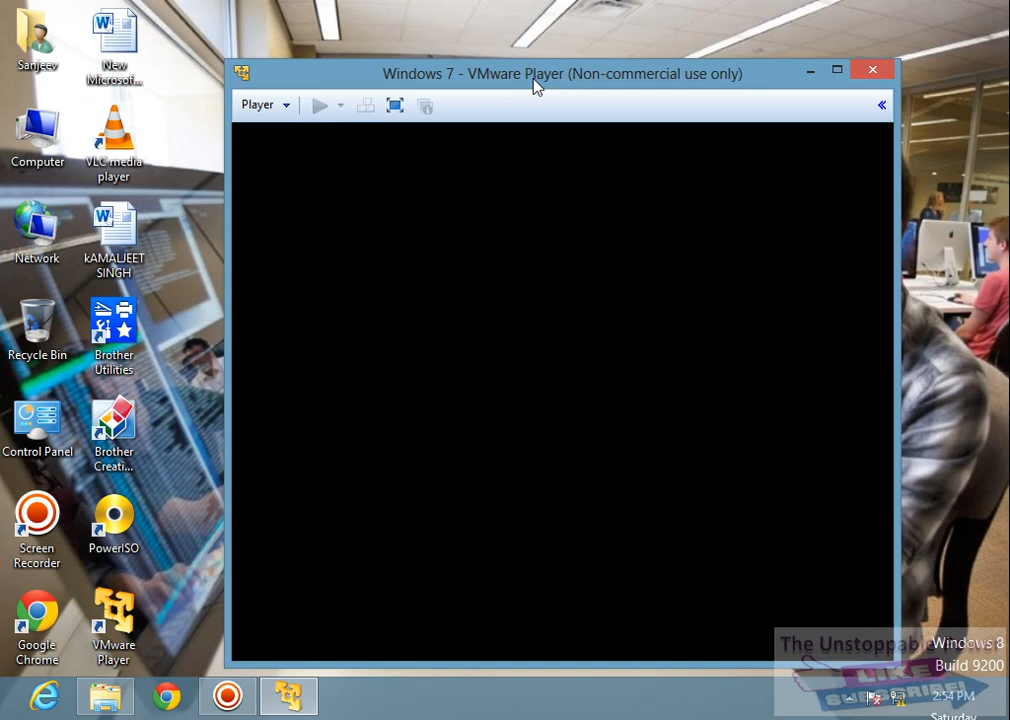 Sanjeev
New
Microsof...
Windows 7 - VMware Player (Non-commercial use only)
Player
Computer
VLC media
player
Network
kAMALJEET
SINGH
Recycle Bin
Brother
Utilities
Control Panel
Brother
Creati...
Screen
Recorder
PowerISO
Google
Chrome
VMware
Player
The Unstoppable
Windows 8
Build 9200
LIKE
SUBSCRIBE!
2:54 PM
Saturday